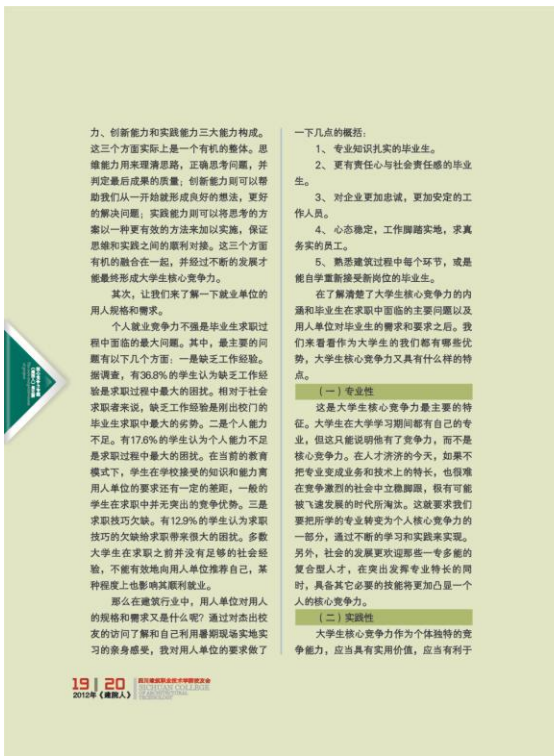 力、创新能力和实践能力三大能力构成。
这三个方面实际上是一个有机的整体。思
维能力用来理清思路，正确思考问题，并
判定最后成果的质量；创新能力则可以帮
助我们从一开始就形成良好的想法，更好
的解决问题；实践能力则可以将思考的方
案以一种更有效的方法来加以实施，保证
思维和实践之间的顺利对接。这三个方面
有机的融合在一起，并经过不断的发展才
能最终形成大学生核心竞争力。
其次，让我们来了解一下就业单位的
用人规格和需求。
个人就业竞争力不强是毕业生求职过
程中面临的最大问题。其中，最主要的问
题有以下几个方面：一是缺乏工作经验。
据调查，有36.8%的学生认为缺乏工作经
验是求职过程中最大的困扰。相对于社会
求职者来说，缺乏工作经验是刚出校门的
毕业生求职中最大的劣势。二是个人能力
不足。有17.6%的学生认为个人能力不足
是求职过程中最大的困扰。在当前的教育
模式下，学生在学校接受的知识和能力离
用人单位的要求还有一定的差距，一般的
学生在求职中并无突出的竞争优势。三是
求职技巧欠缺。有12.9%的学生认为求职
技巧的欠缺给求职带来很大的困扰。多数
大学生在求职之前并没有足够的社会经
验，不能有效地向用人单位推荐自己，某
种程度上也影响其顺利就业。
那么在建筑行业中，用人单位对用人
的规格和需求又是什么呢？通过对杰出校
友的访问了解和自己利用暑期现场实地实
习的亲身感受，我对用人单位的要求做了
一下几点的概括：
1、 专业知识扎实的毕业生。
2、 更有责任心与社会责任感的毕业
生。
3、 对企业更加忠诚，更加安定的工
作人员。
4、 心态稳定，工作脚踏实地，求真
务实的员工。
5、 熟悉建筑过程中每个环节，或是
能自学重新接受新岗位的毕业生。
在了解清楚了大学生核心竞争力的内
涵和毕业生在求职中面临的主要问题以及
用人单位对毕业生的需求和要求之后。我
们来看看作为大学生的我们都有哪些优
势，大学生核心竞争力又具有什么样的特
点。
（一）专业性
这是大学生核心竞争力最主要的特
征。大学生在大学学习期间都有自己的专
业，但这只能说明他有了竞争力，而不是
核心竞争力。在人才济济的今天，如果不
把专业变成业务和技术上的特长，也很难
在竞争激烈的社会中立稳脚跟，极有可能
被飞速发展的时代所淘汰。这就要求我们
要把所学的专业转变为个人核心竞争力的
一部分，通过不断的学习和实践来实现。
另外，社会的发展更欢迎那些一专多能的
复合型人才，在突出发挥专业特长的同
时，具备其它必要的技能将更加凸显一个
人的核心竞争力。
（二）实践性
大学生核心竞争力作为个体独特的竞
争能力，应当具有实用价值，应当有利于
19 20
2012年《建院人》
四川建筑职业技术学院校友会
SICHUAN COLLEGE
OF ARCHITECTURAL
TECHNOLOGY